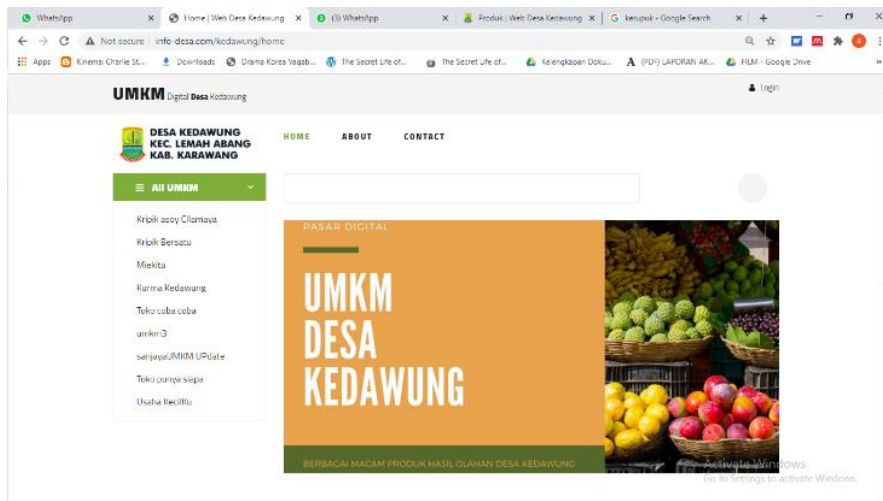 WhatsApp
Home | Web Desa Kedawung
(3) WhatsApp
Produk | Web Desa Kedawung
kerupuk - Google Search
Not secure | info-desa.com/kedawung/home
Apps
Kinemax Charlie St...
Downloads
Drama Korea Vagab...
The Secret Life of...
The Secret Life of...
Kelengkapan Doku...
(PDF) LAPORAN AK...
FILM - Google Drive
UMKM Digital Desa Kedawung
Login
DESA KEDAWUNG
KEC. LEMAH ABANG
KAB. KARAWANG
HOME
ABOUT
CONTACT
All UMKM
Kripik asoy Cilamaya
Kripik Bersatu
Miekita
Kurma Kedawung
Toko coba coba
umkm3
sanjayaUMKM UPdate
Toko punya siapa
Usaha Kecilku
PASAR DIGITAL
UMKM
DESA
KEDAWUNG
BERBAGAI MACAM PRODUK HASIL OLAHAN DESA KEDAWUNG
Activate Windows
Go to Settings to activate Windows.